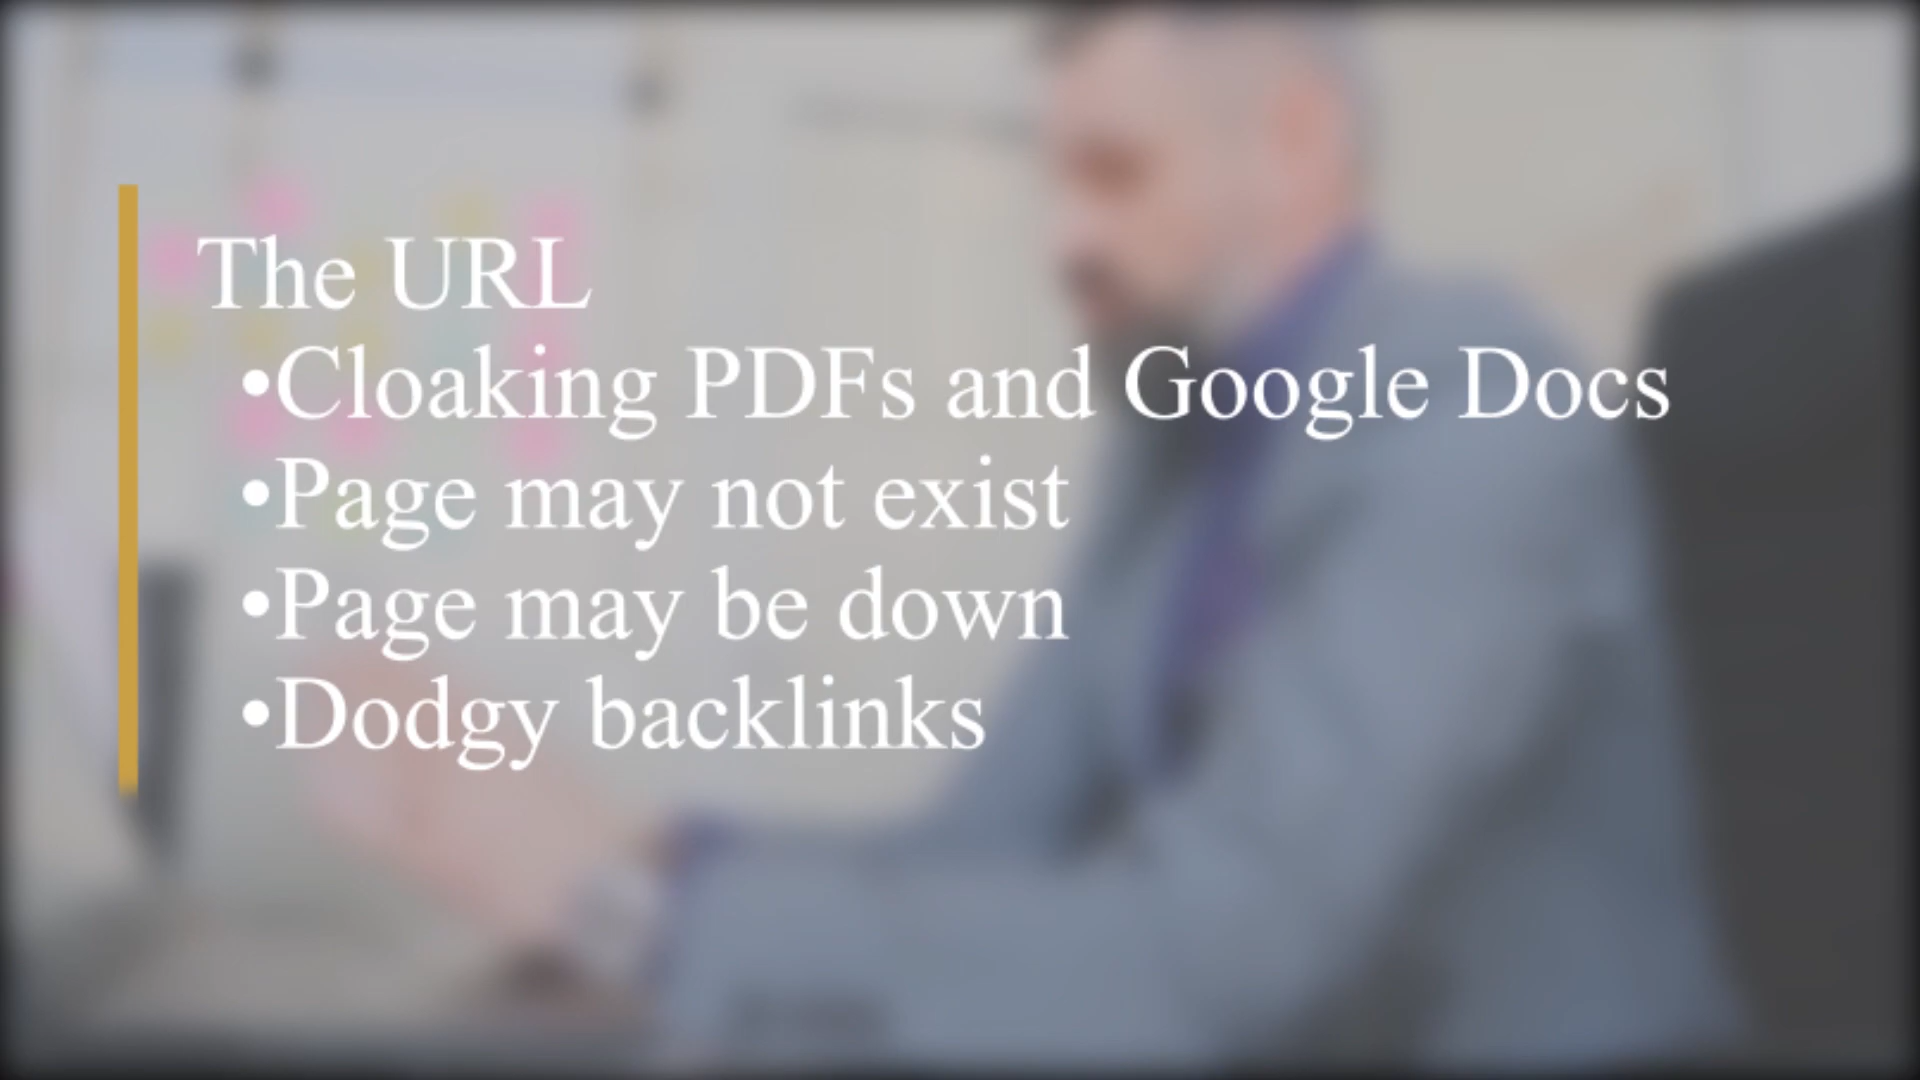 The URL
•Cloaking PDFs and Google Docs
•Page may not exist
•Page may be down
•Dodgy backlinks